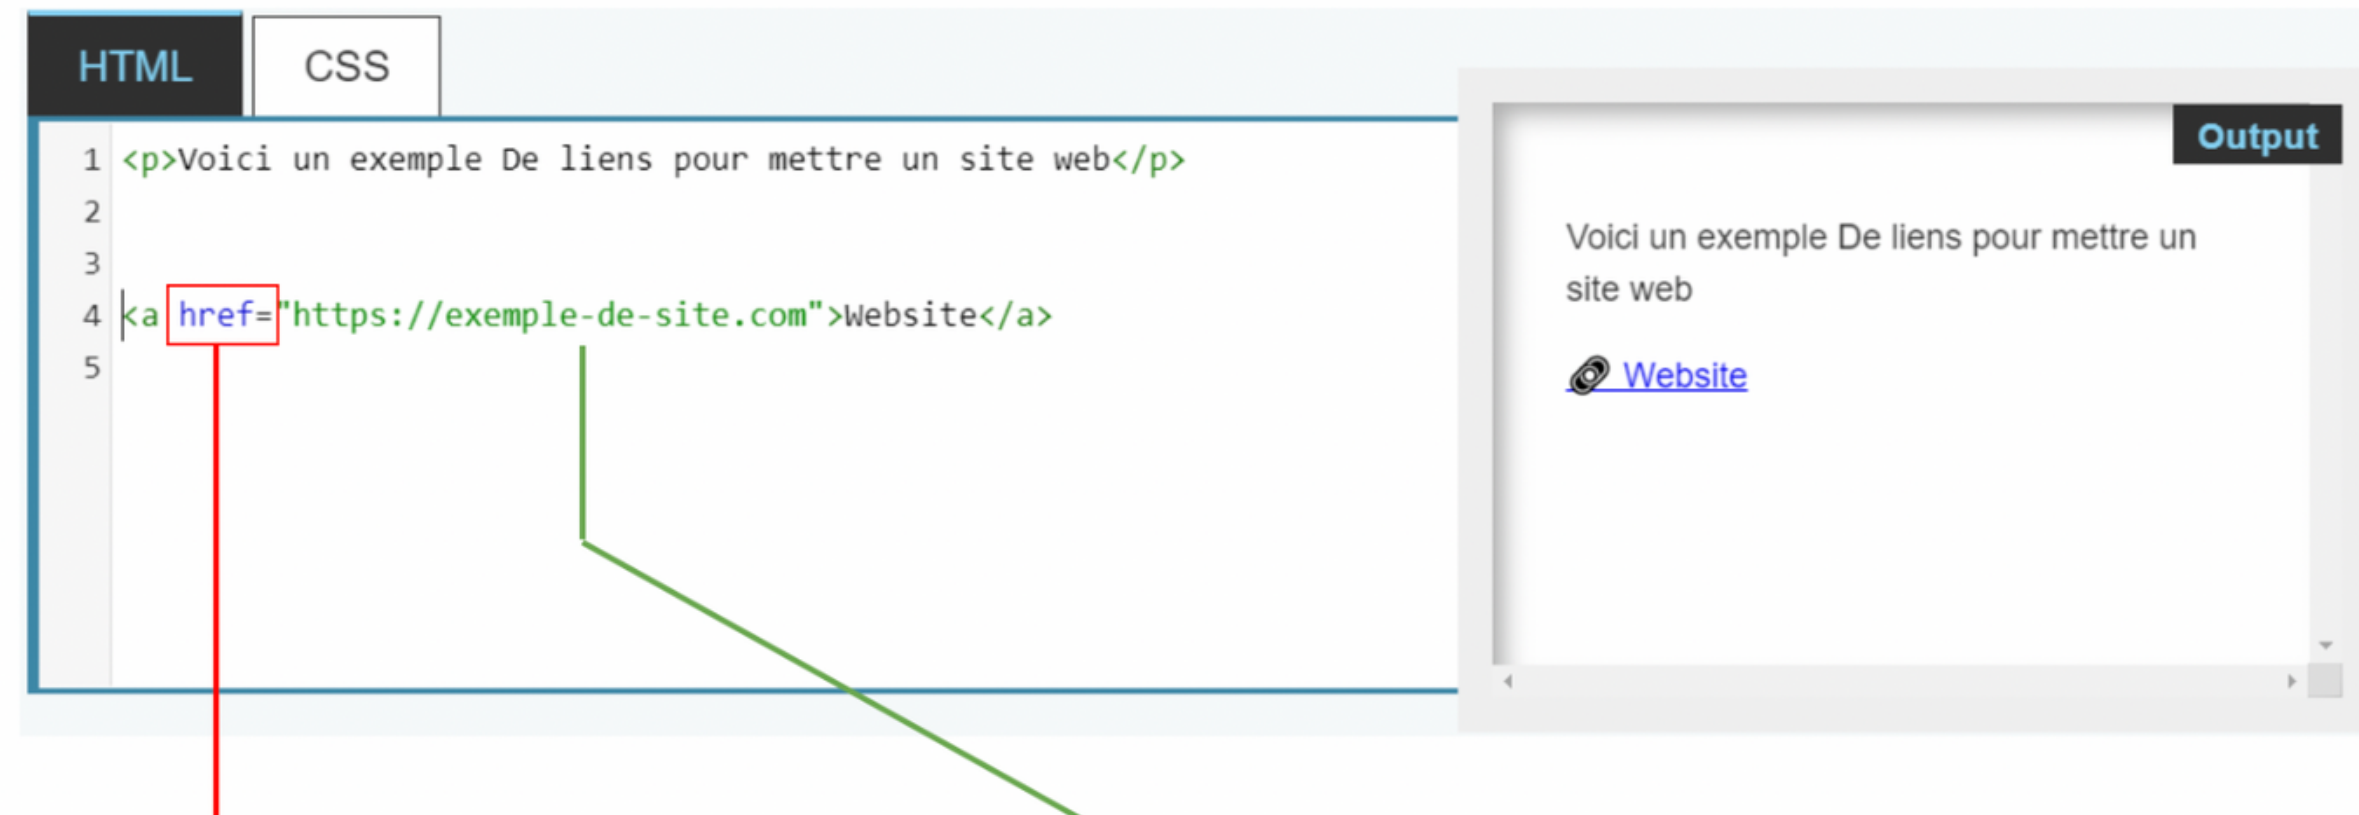 HTML
CSS
1 <p>Voici un exemple De liens pour mettre un site web</p>
2
3
4 <a href="https://exemple-de-site.com">Website</a>
5
Output
Voici un exemple De liens pour mettre un
site web
Website